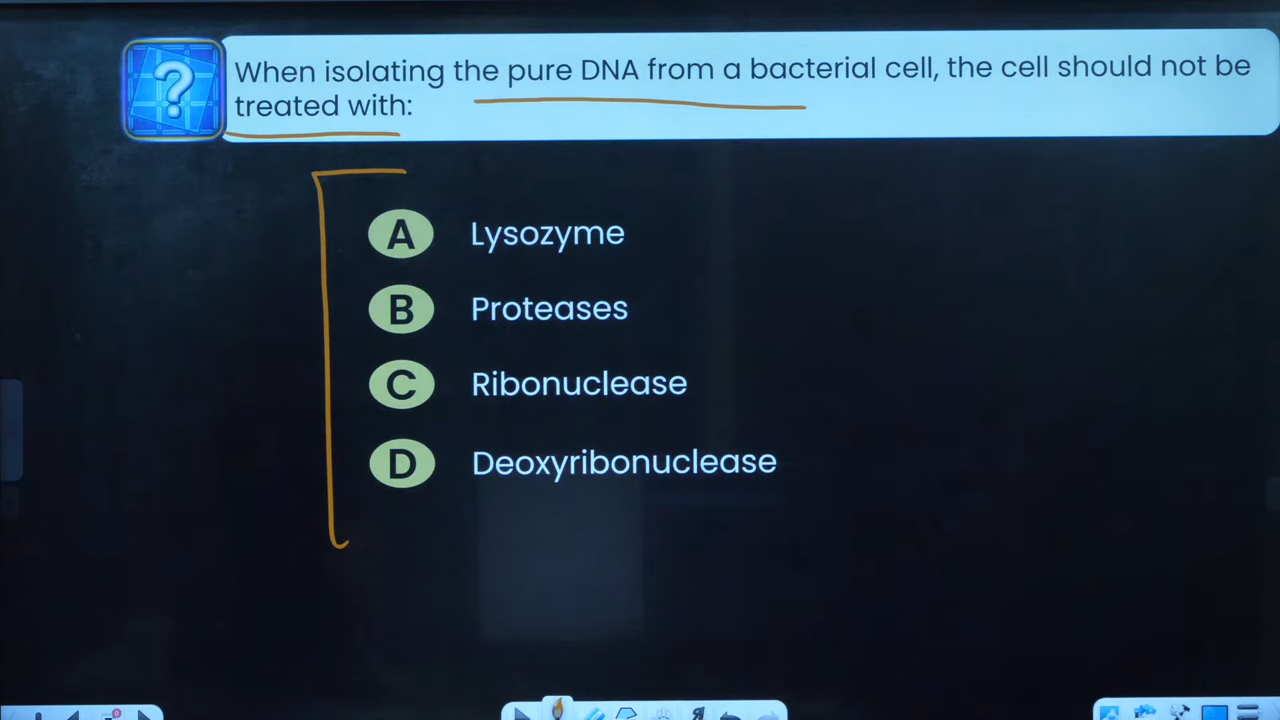 When isolating the pure DNA from a bacterial cell, the cell should not be
treated with:
A Lysozyme
B Proteases
C Ribonuclease
D Deoxyribonuclease